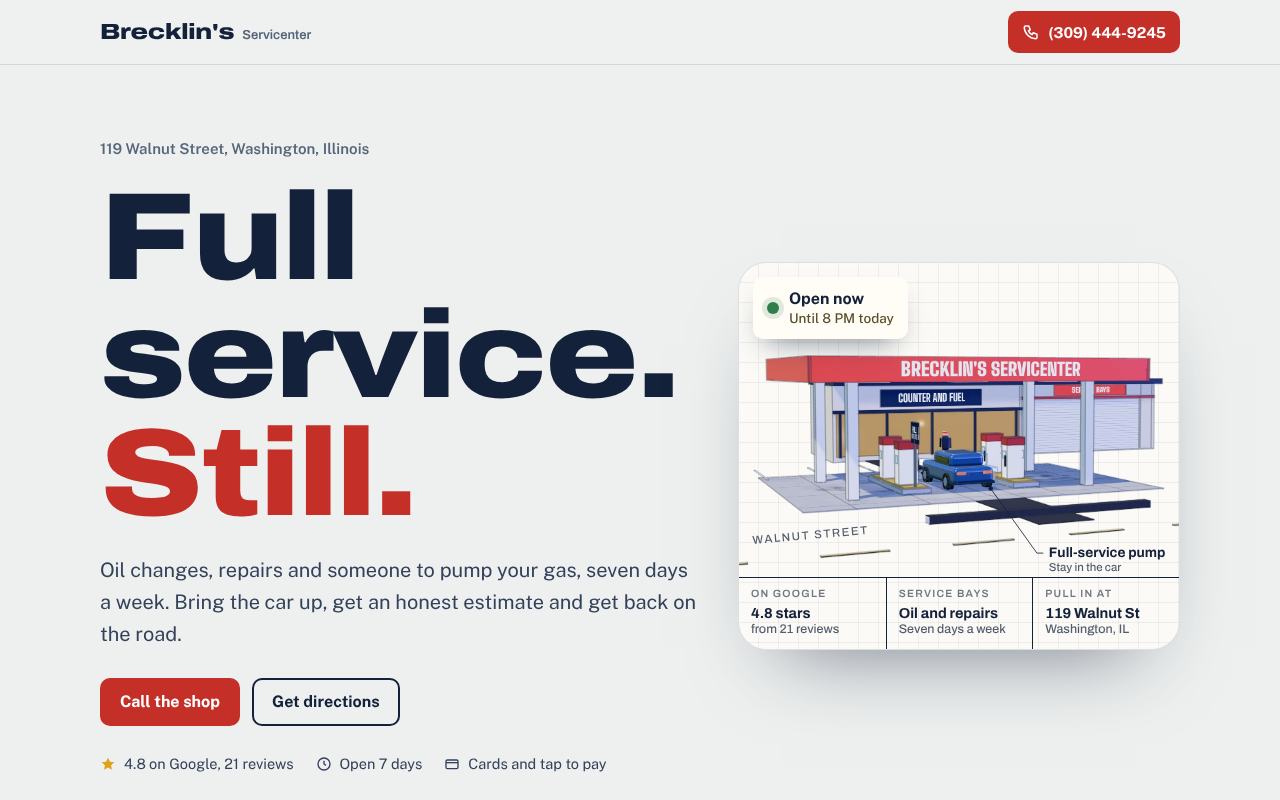 Brecklin's Servicenter
(309) 444-9245
119 Walnut Street, Washington, Illinois
Full
service.
Still.
Oil changes, repairs and someone to pump your gas, seven days
a week. Bring the car up, get an honest estimate and get back on
the road.
Call the shop
Get directions
4.8 on Google, 21 reviews
Open 7 days
Cards and tap to pay
Open now
Until 8 PM today
BRECKLIN'S SERVICENTER
COUNTER AND FUEL
BAYS
WALNUT STREET
Full-service pump
Stay in the car
ON GOOGLE
4.8 stars
from 21 reviews
SERVICE BAYS
Oil and repairs
Seven days a week
PULL IN AT
119 Walnut St
Washington, IL